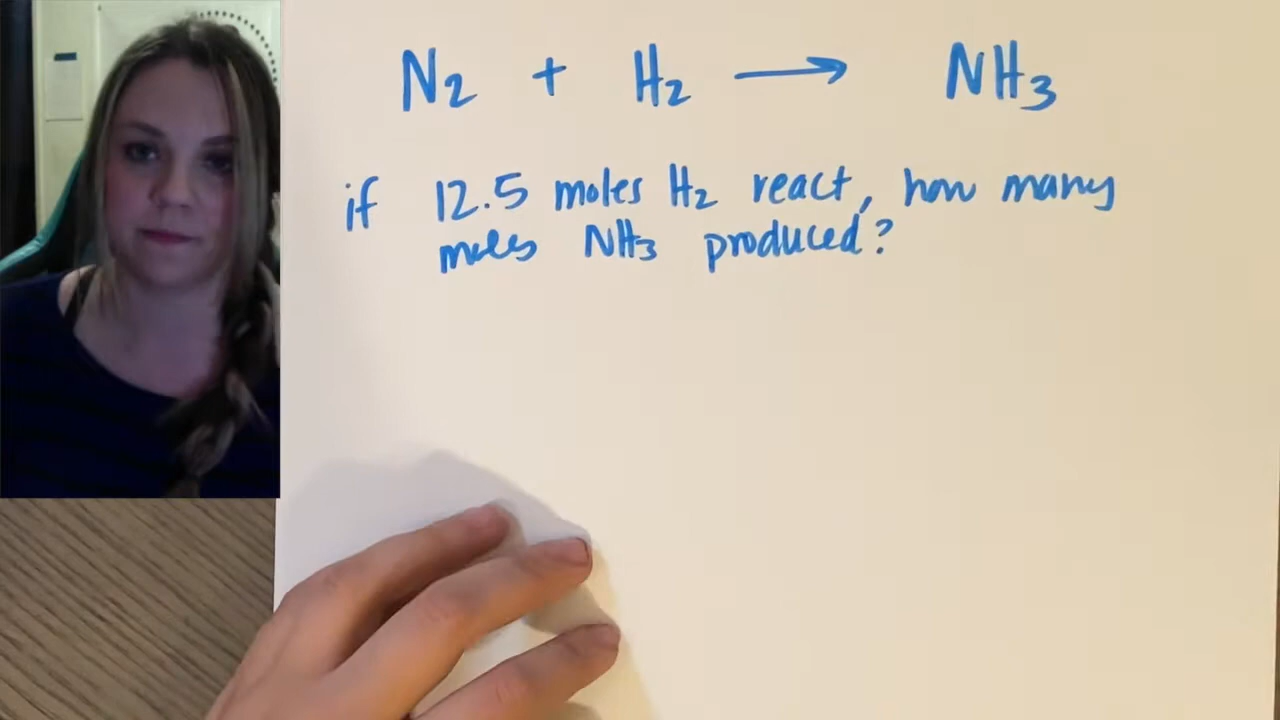 N₂ + H₂ → NH₃
if 12.5 moles H₂ react, how many
moles NH₃ produced?